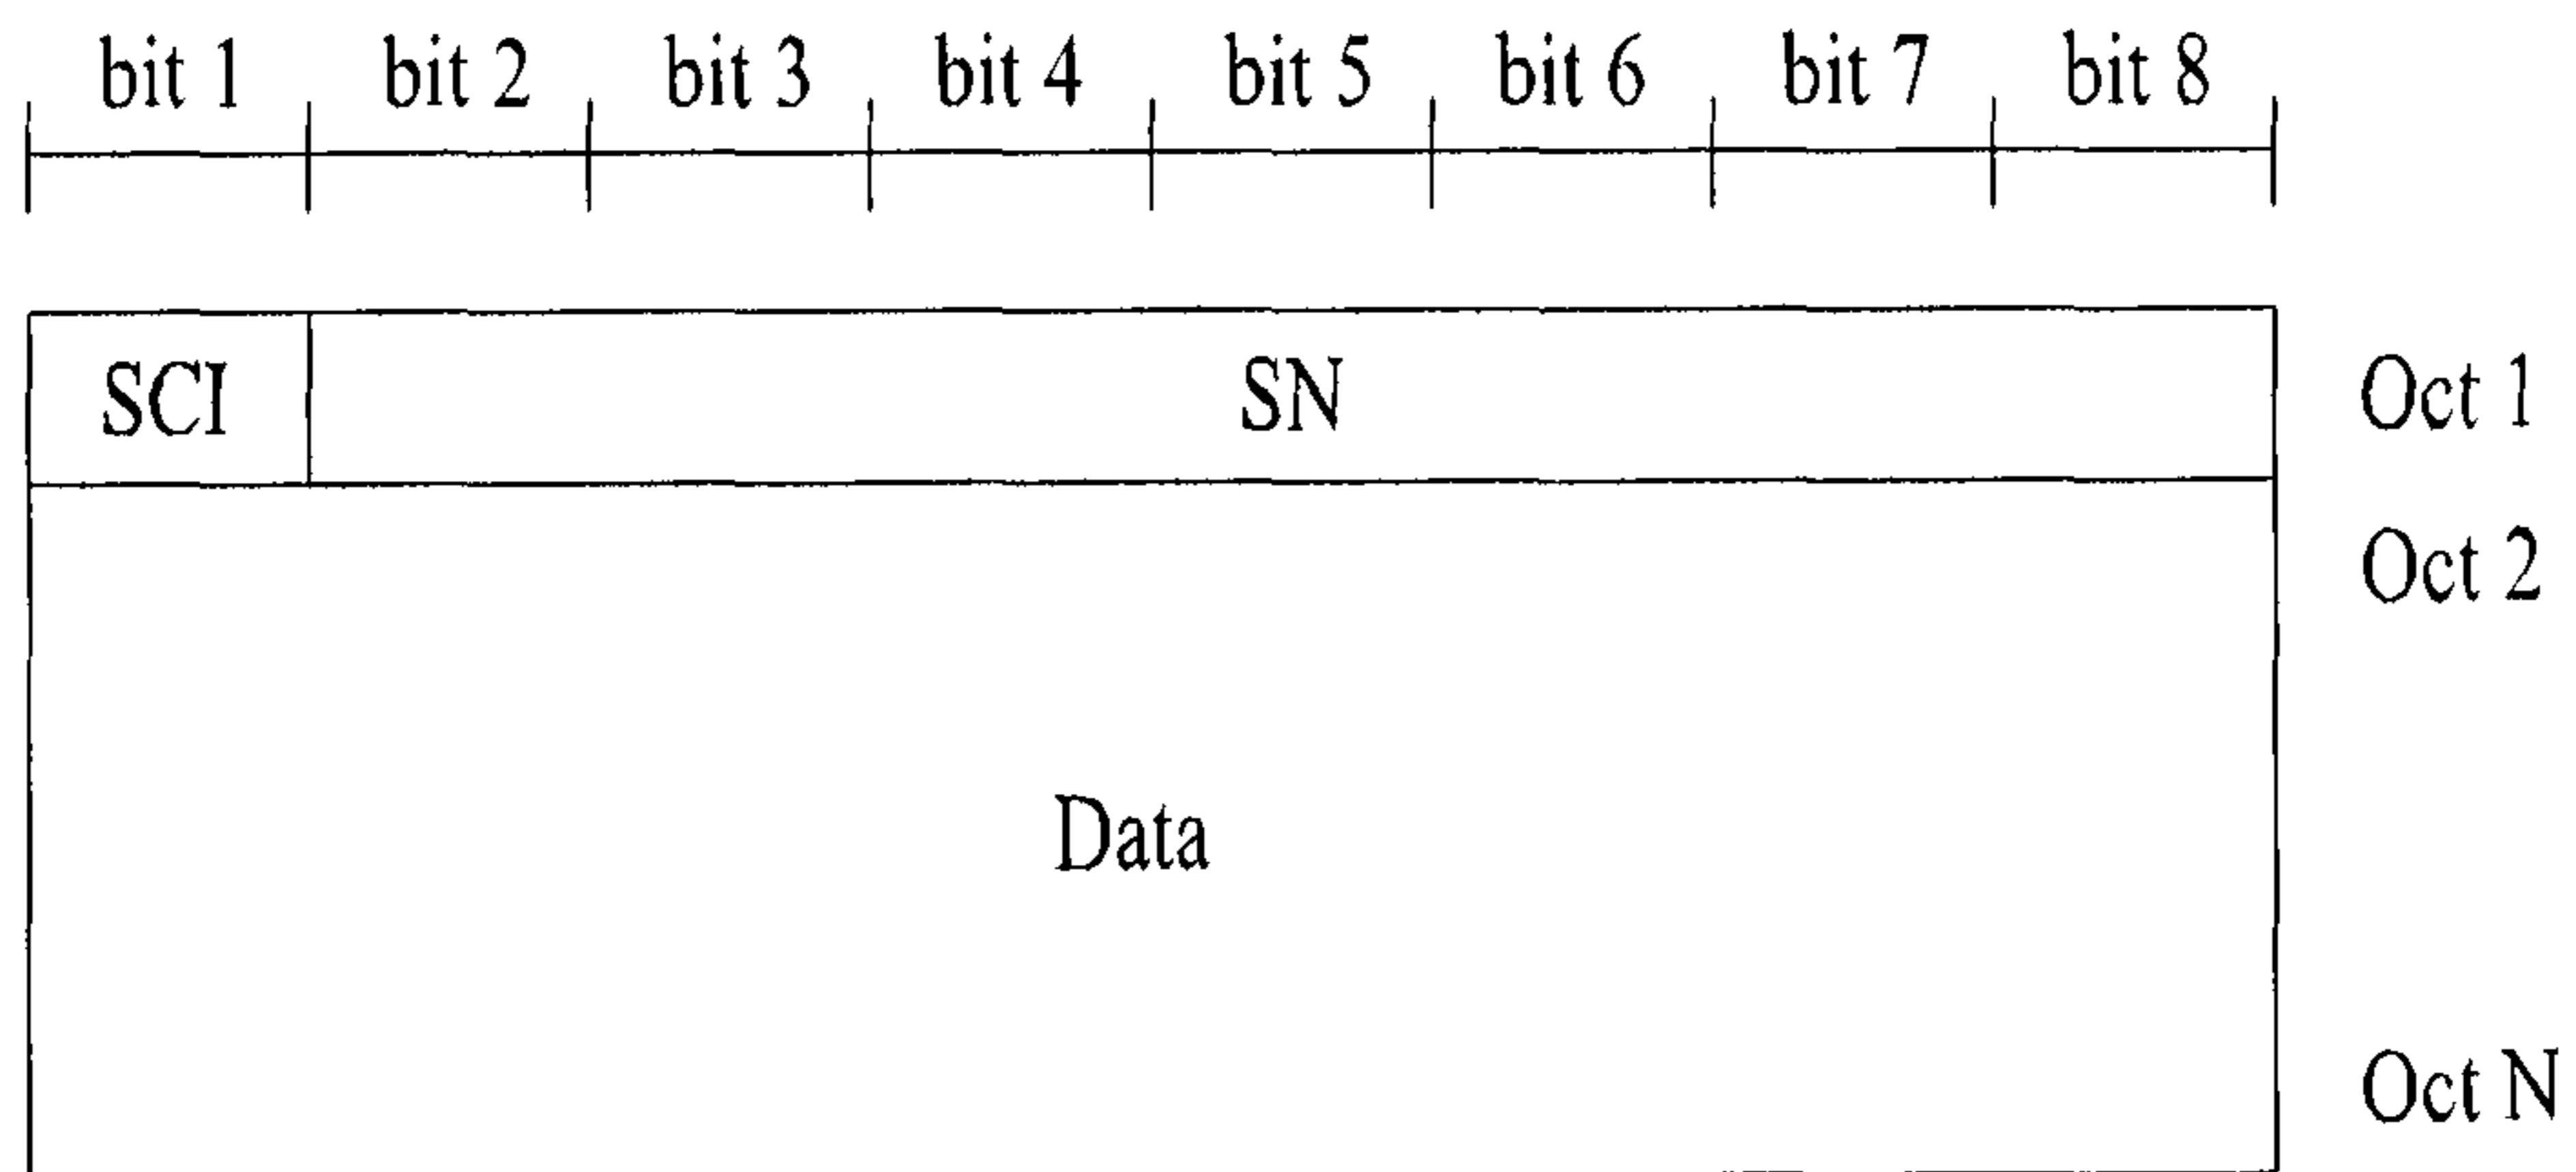 bit 1 bit 2 bit 3 bit 4 bit 5 bit 6 bit 7 bit 8
SCI SN Oct 1
Oct 2
Data
Oct N